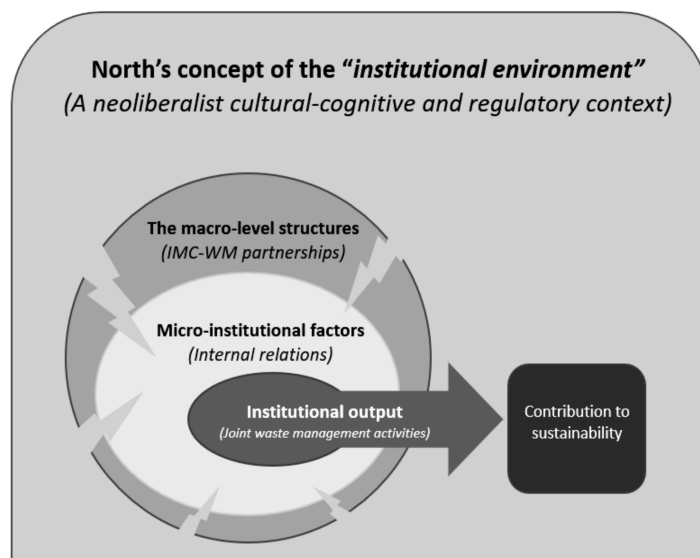 North's concept of the "institutional environment"
(A neoliberalist cultural-cognitive and regulatory context)
The macro-level structures
(IMC-WM partnerships)
Micro-institutional factors
(Internal relations)
Institutional output
(Joint waste management activities)
Contribution to
sustainability